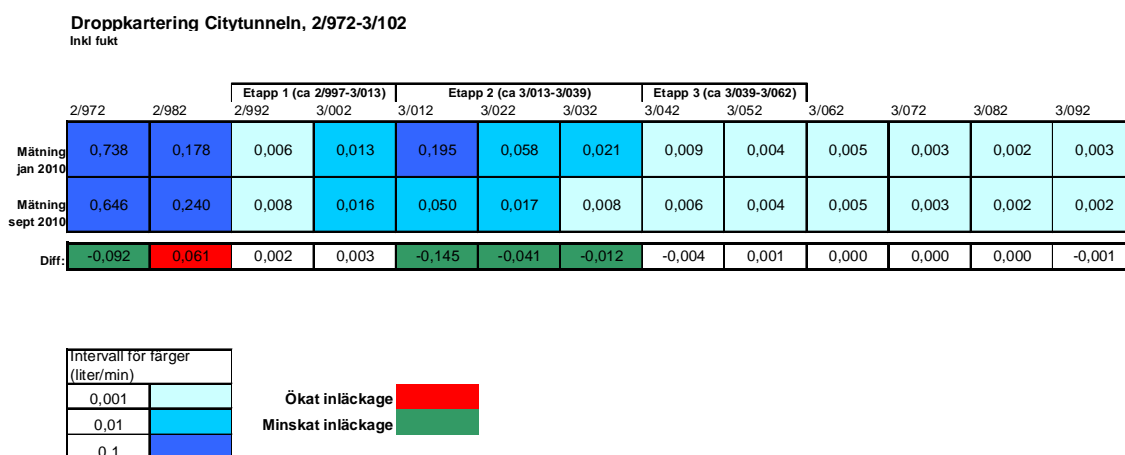 Droppkartering Citytunneln, 2/972-3/102
Inkl fukt
Etapp 1 (ca 2/997-3/013) Etapp 2 (ca 3/013-3/039) Etapp 3 (ca 3/039-3/062)
2/972 2/982 2/992 3/002 3/012 3/022 3/032 3/042 3/052 3/062 3/072 3/082 3/092
Mätning jan 2010 0,738 0,178 0,006 0,013 0,195 0,058 0,021 0,009 0,004 0,005 0,003 0,002 0,003
Mätning sept 2010 0,646 0,240 0,008 0,016 0,050 0,017 0,008 0,006 0,004 0,005 0,003 0,002 0,002
Diff: -0,092 0,061 0,002 0,003 -0,145 -0,041 -0,012 -0,004 0,001 0,000 0,000 0,000 -0,001
Intervall för färger
(liter/min)
0,001 Ökat inläckage
0,01 Minskat inläckage
0,1